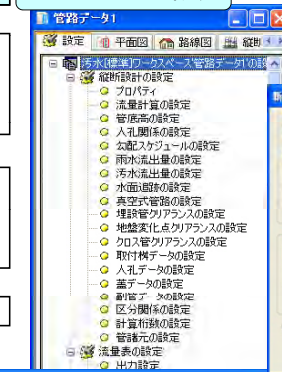 管路データ1
設定 平面図 路線図 縦断
汚水[標準]ワークスペース'管路データ1'の設
縦断設計の設定
プロパティ
流量計算の設定
管底高の設定
人孔関係の設定
勾配スケジュールの設定
雨水流出量の設定
汚水流出量の設定
水面追跡の設定
真空式管路の設定
埋設管クリアランスの設定
地盤変化点クリアランスの設定
クロス管クリアランスの設定
取付桝データの設定
人孔データの設定
蓋データの設定
副管データの設定
区分関係の設定
計算桁数の設定
管諸元の設定
流量表の設定
出力設定